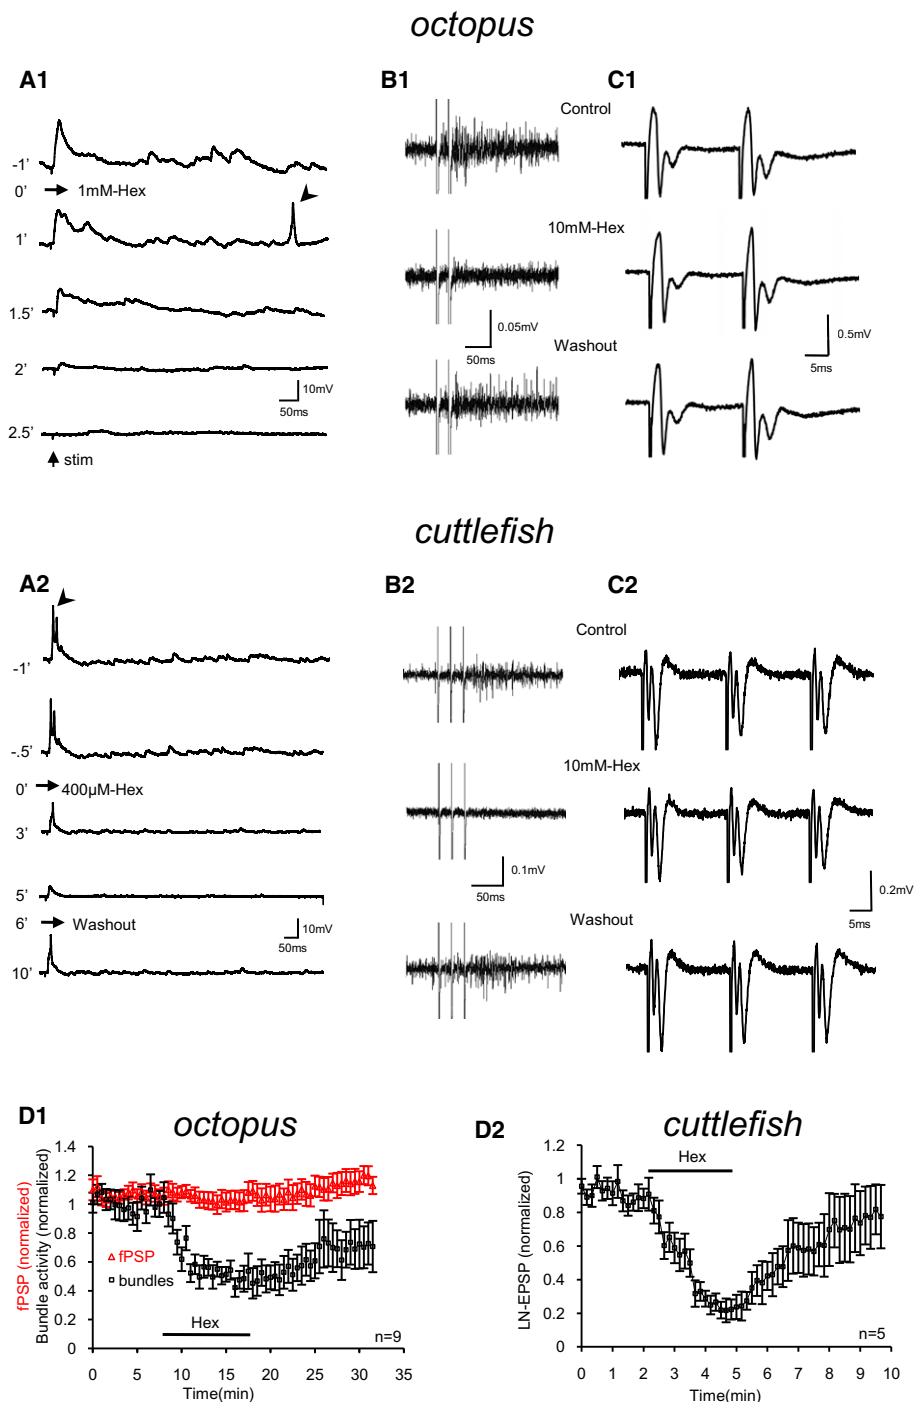 octopus
A1
B1
C1
Control
-1'
0' → 1mM-Hex
1'
10mM-Hex
1.5'
0.05mV
50ms
0.5mV
5ms
Washout
2'
10mV
50ms
2.5'
stim
cuttlefish
A2
B2
C2
Control
-1'
-.5'
0' → 400µM-Hex
10mM-Hex
3'
0.1mV
50ms
0.2mV
5ms
5'
6' → Washout
10mV
50ms
Washout
10'
D1
octopus
fPSP (normalized)
Bundle activity (normalized)
1.4
1.2
1
0.8
0.6
0.4
0.2
0
fPSP
bundles
Hex
n=9
0 5 10 15 20 25 30 35
Time(min)
D2
cuttlefish
LN-EPSP (normalized)
1.2
1
0.8
0.6
0.4
0.2
0
Hex
n=5
0 1 2 3 4 5 6 7 8 9 10
Time(min)